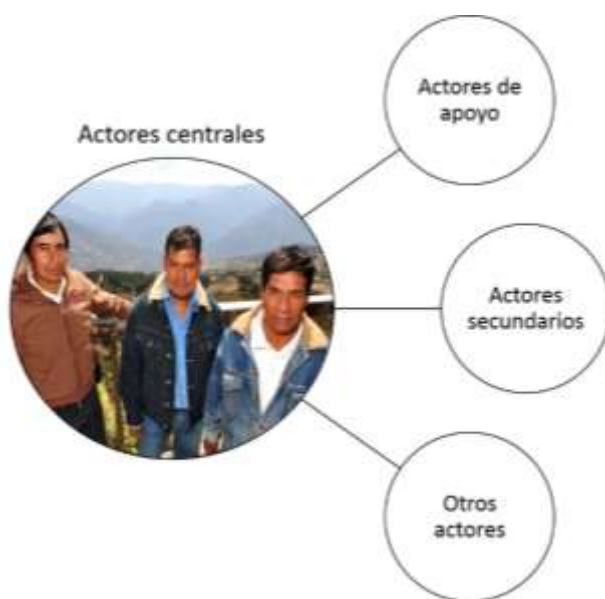 Actores de
apoyo
Actores centrales
Actores
secundarios
Otros
actores